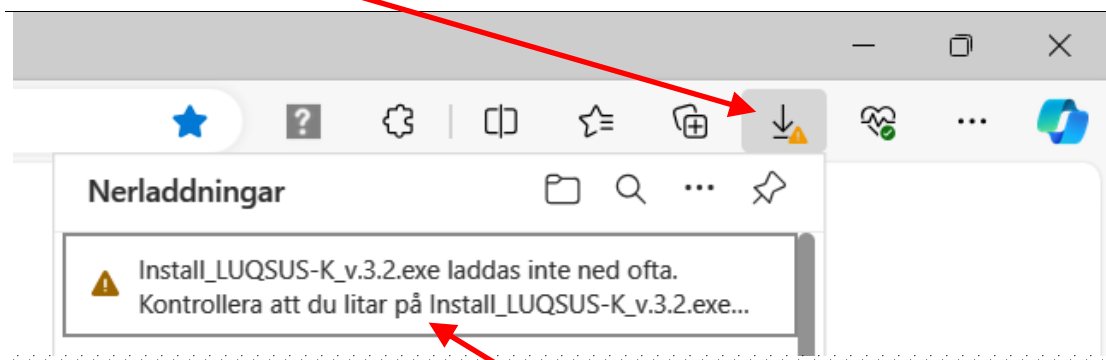 Nerladdningar
Install_LUQSUS-K_v.3.2.exe laddas inte ned ofta.
Kontrollera att du litar på Install_LUQSUS-K_v.3.2.exe...